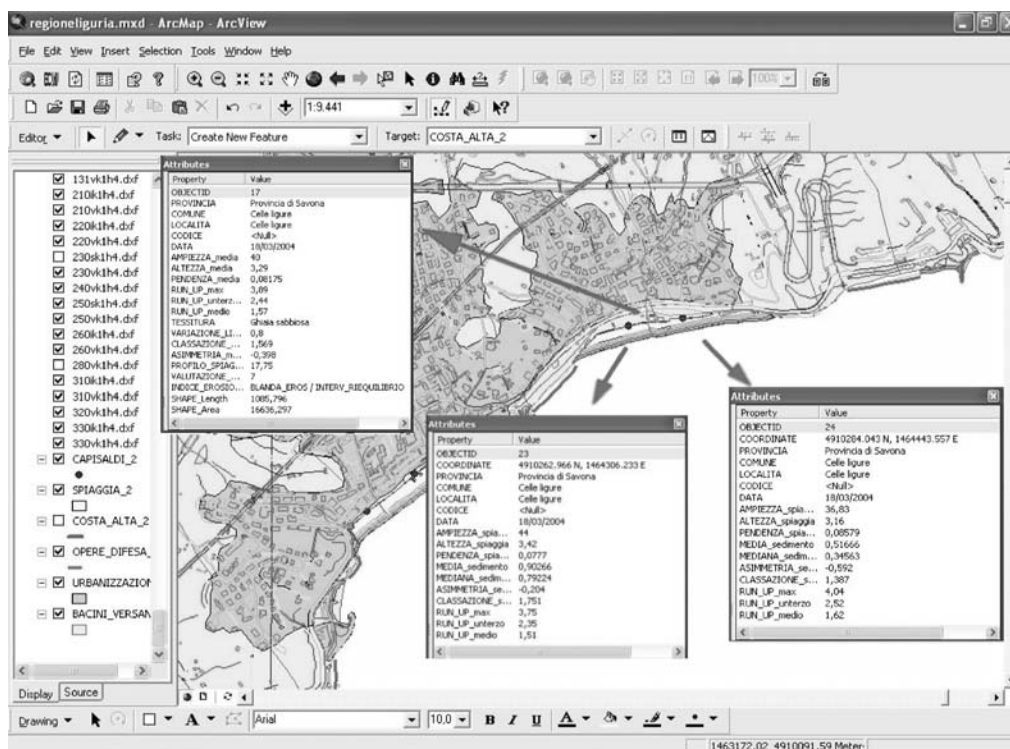 regioneliguria.mxd - ArcMap - ArcView
File Edit View Insert Selection Tools Window Help
100%
1:9.441
Editor Task: Create New Feature Target: COSTA_ALTA_2
131vk1h4.dxf
210ik1h4.dxf
210vk1h4.dxf
220ik1h4.dxf
220vk1h4.dxf
230sk1h4.dxf
230vk1h4.dxf
240vk1h4.dxf
250sk1h4.dxf
250vk1h4.dxf
260ik1h4.dxf
260vk1h4.dxf
280vk1h4.dxf
310ik1h4.dxf
310vk1h4.dxf
320vk1h4.dxf
330ik1h4.dxf
330vk1h4.dxf
CAPISALDI_2
SPIAGGIA_2
COSTA_ALTA_2
OPERE_DIFESA_
URBANIZZAZION
BACINI_VERSAN
Display Source
Attributes
Property Value
OBJECTID 17
PROVINCIA Provincia di Savona
COMUNE Celle ligure
LOCALITA Celle ligure
CODICE <Null>
DATA 18/03/2004
AMPIEZZA_media 40
ALTEZZA_media 3,29
PENDENZA_media 0,08175
RUN_UP_max 3,89
RUN_UP_unterz... 2,44
RUN_UP_medio 1,57
TESSITURA Ghiaia sabbiosa
VARIAZIONE_LI... 0,8
CLASSAZIONE_... 1,569
ASIMMETRIA_m... -0,398
PROFILO_SPIAG... 17,75
VALUTAZIONE_... 7
INDICE_EROSIO... BLANDA_EROS / INTERV_RIEQUILIBRIO
SHAPE_Length 1085,796
SHAPE_Area 16636,297
Attributes
Property Value
OBJECTID 23
COORDINATE 4910262.966 N, 1464306.233 E
PROVINCIA Provincia di Savona
COMUNE Celle ligure
LOCALITA Celle ligure
CODICE <Null>
DATA 18/03/2004
AMPIEZZA_spia... 44
ALTEZZA_spiaggia 3,42
PENDENZA_spia... 0,0777
MEDIA_sedimento 0,90266
MEDIANA_sedim... 0,79224
ASIMMETRIA_se... -0,204
CLASSAZIONE_s... 1,751
RUN_UP_max 3,75
RUN_UP_unterzo 2,35
RUN_UP_medio 1,51
Attributes
Property Value
OBJECTID 24
COORDINATE 4910284.043 N, 1464443.557 E
PROVINCIA Provincia di Savona
COMUNE Celle ligure
LOCALITA Celle ligure
CODICE <Null>
DATA 18/03/2004
AMPIEZZA_spia... 36,83
ALTEZZA_spiaggia 3,16
PENDENZA_spia... 0,08579
MEDIA_sedimento 0,51666
MEDIANA_sedim... 0,34563
ASIMMETRIA_se... -0,592
CLASSAZIONE_s... 1,387
RUN_UP_max 4,04
RUN_UP_unterzo 2,52
RUN_UP_medio 1,62
Drawing A Arial 10,0 B I U A
1463172.02 4910091.59 Meter: